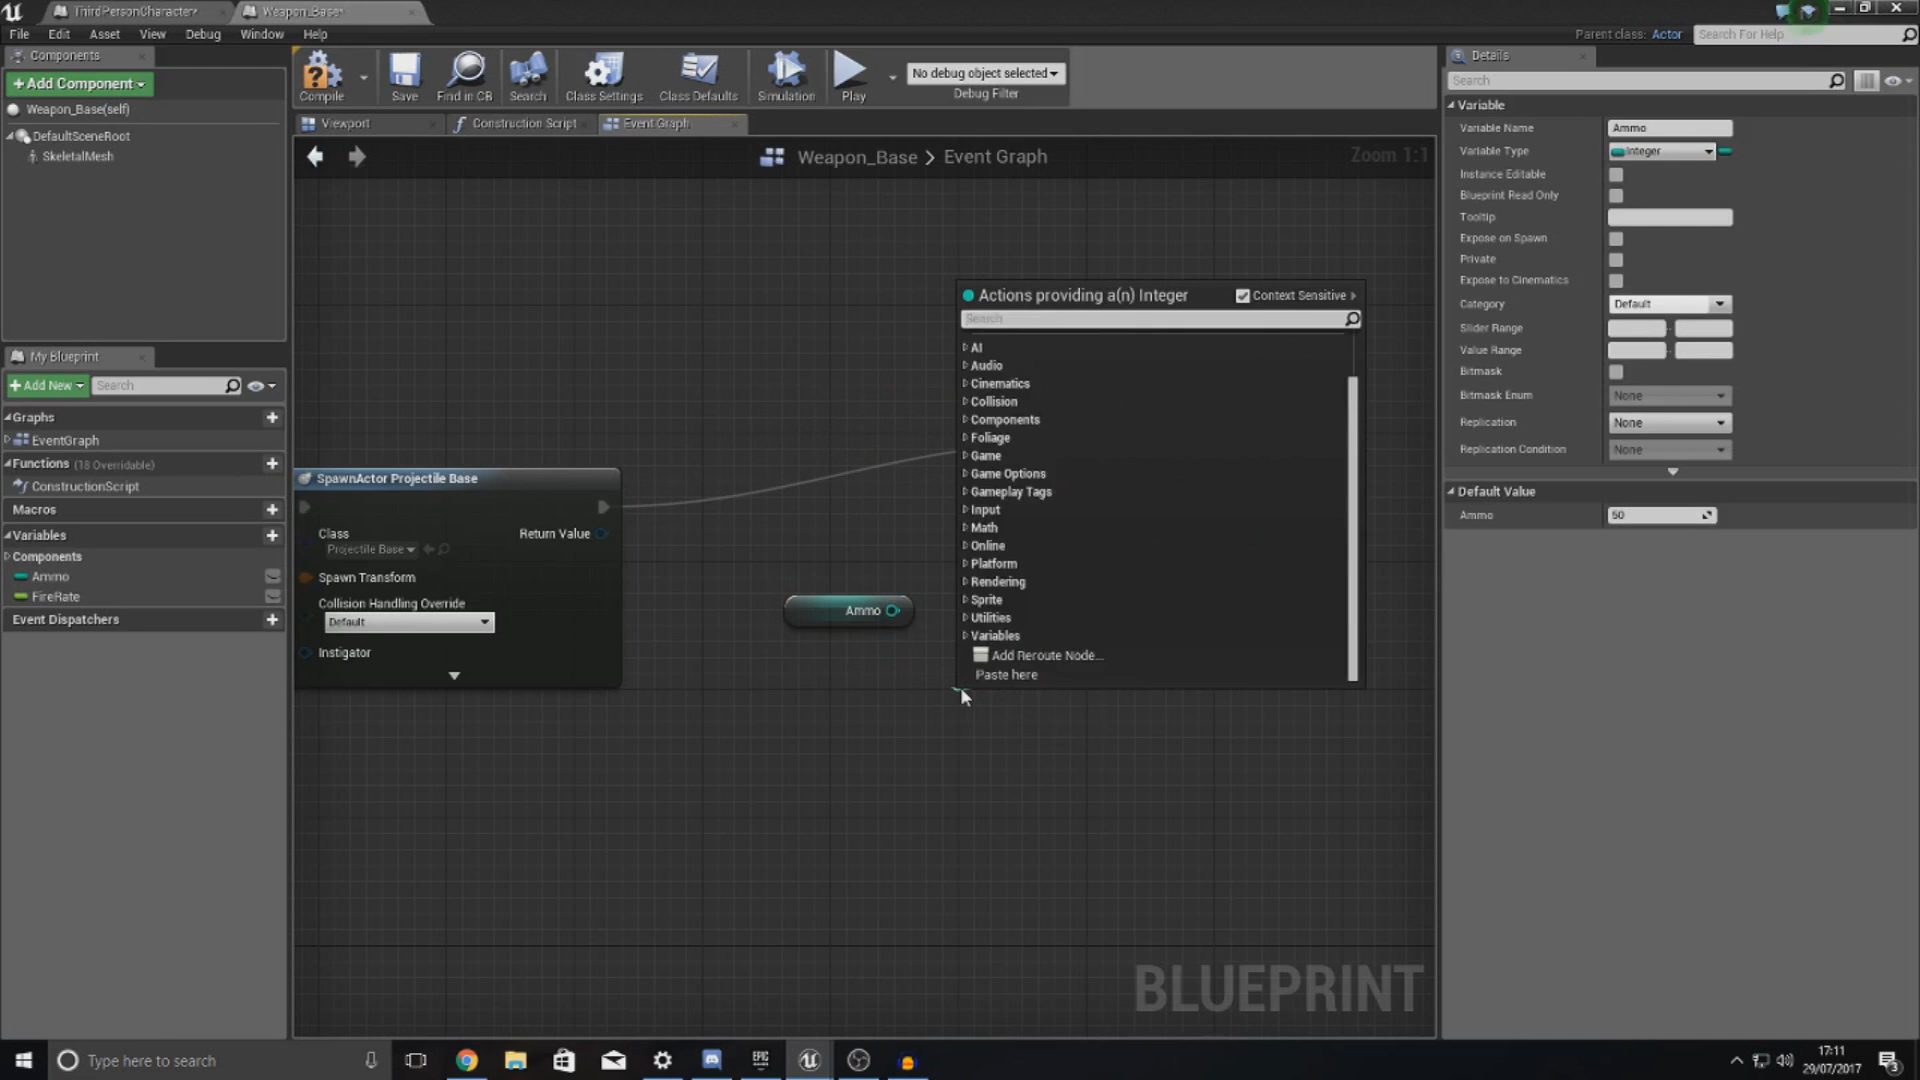 ThirdPersonCharacter*
Weapon_Base*
File Edit Asset View Debug Window Help
Parent class: Actor
Search For Help
Components
+Add Component
Weapon_Base(self)
DefaultSceneRoot
SkeletalMesh
My Blueprint
+Add New
Search
Graphs
EventGraph
Functions (18 Overridable)
ConstructionScript
Macros
Variables
Components
Ammo
FireRate
Event Dispatchers
Compile
Save
Find in CB
Search
Class Settings
Class Defaults
Simulation
Play
No debug object selected
Debug Filter
Viewport
Construction Script
Event Graph
Weapon_Base > Event Graph
Zoom 1:1
SpawnActor Projectile Base
Class
Projectile Base
Return Value
Spawn Transform
Collision Handling Override
Default
Instigator
Ammo
Actions providing a(n) Integer
Context Sensitive
Search
AI
Audio
Cinematics
Collision
Components
Foliage
Game
Game Options
Gameplay Tags
Input
Math
Online
Platform
Rendering
Sprite
Utilities
Variables
Add Reroute Node...
Paste here
BLUEPRINT
Details
Search
Variable
Variable Name Ammo
Variable Type Integer
Instance Editable
Blueprint Read Only
Tooltip
Expose on Spawn
Private
Expose to Cinematics
Category Default
Slider Range
Value Range
Bitmask
Bitmask Enum None
Replication None
Replication Condition None
Default Value
Ammo 50
Type here to search
EPIC
17:11
29/07/2017
3